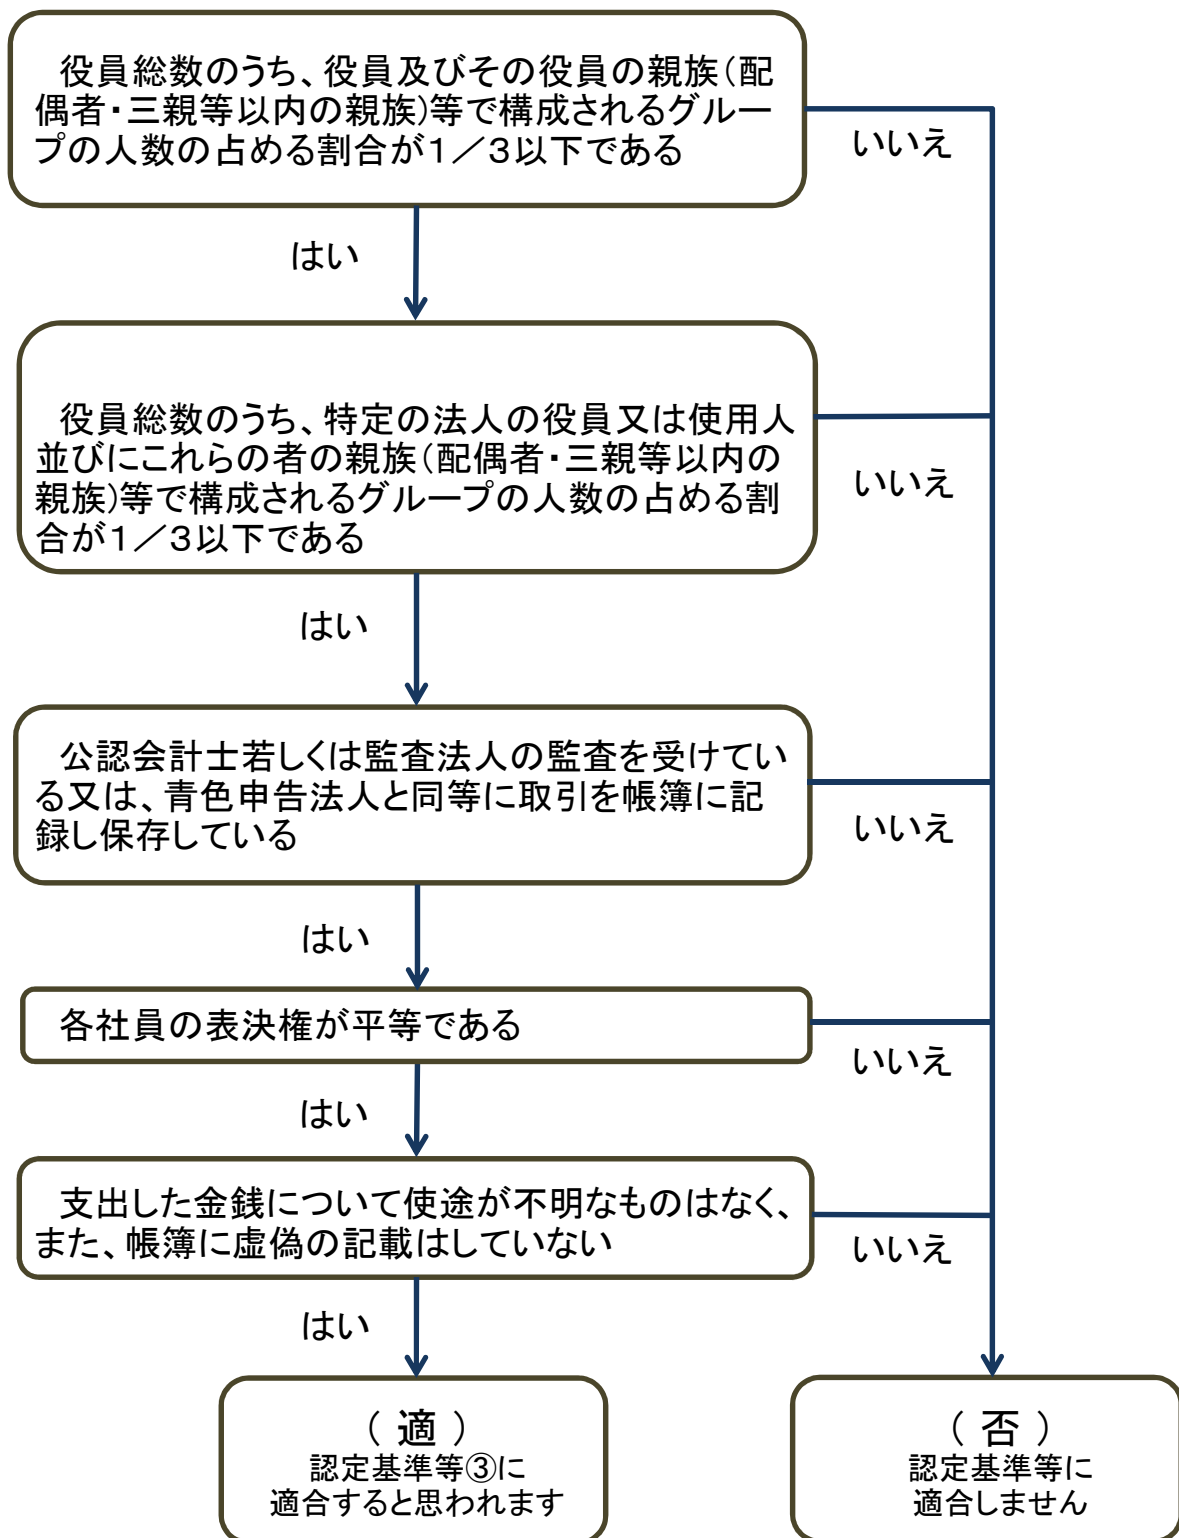 役員総数のうち、役員及びその役員の親族(配
偶者・三親等以内の親族)等で構成されるグルー
プの人数の占める割合が1/3以下である
いいえ
はい
役員総数のうち、特定の法人の役員又は使用人
並びにこれらの者の親族(配偶者・三親等以内の
親族)等で構成されるグループの人数の占める割
合が1/3以下である
いいえ
はい
公認会計士若しくは監査法人の監査を受けてい
る又は、青色申告法人と同等に取引を帳簿に記
録し保存している
いいえ
はい
各社員の表決権が平等である
いいえ
はい
支出した金銭について使途が不明なものはなく、
また、帳簿に虚偽の記載はしていない
いいえ
はい
(適)
認定基準等③に
適合すると思われます
(否)
認定基準等に
適合しません